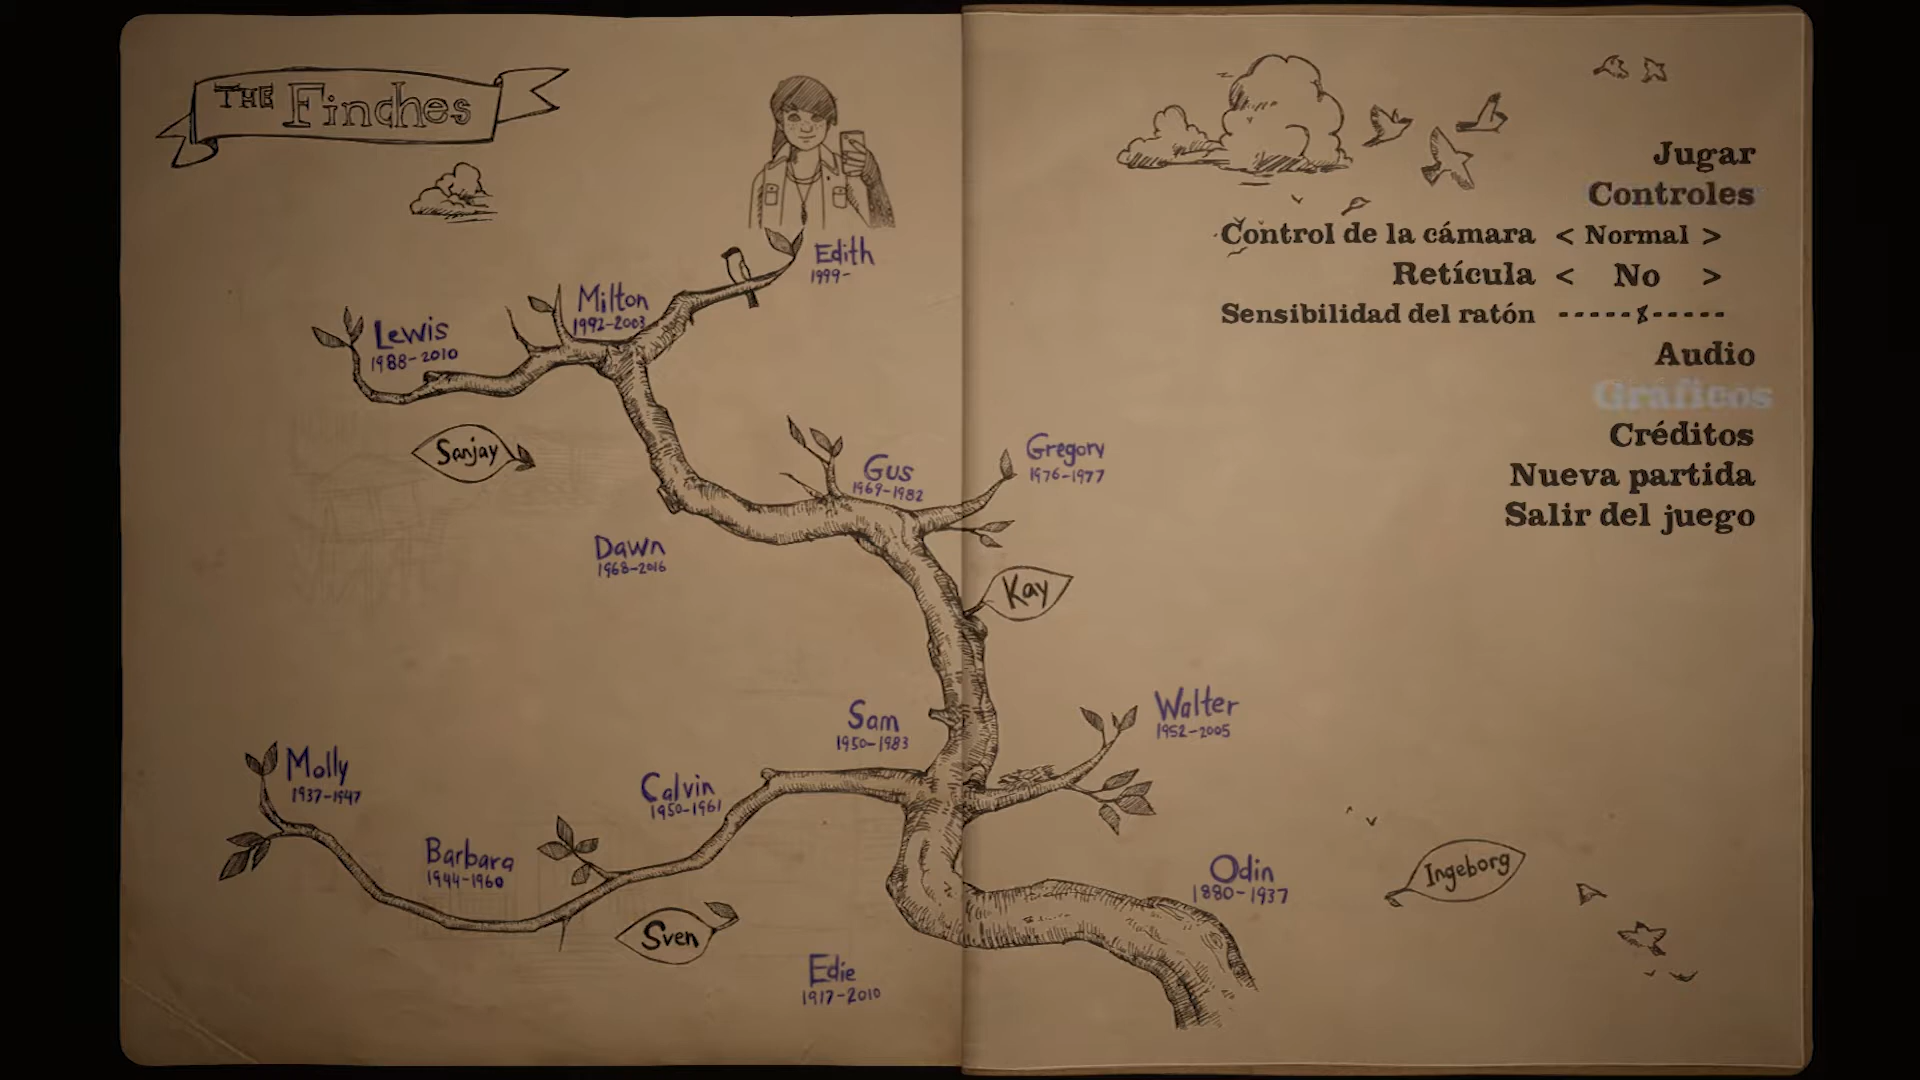 THE Finches
Edith
1999-
Milton
1992-2003
Lewis
1988-2010
Sanjay
Gus
1969-1982
Gregory
1976-1977
Dawn
1968-2016
Kay
Sam
1950-1983
Walter
1952-2005
Molly
1937-1947
Calvin
1950-1961
Barbara
1944-1960
Sven
Odin
1880-1937
Ingeborg
Edie
1917-2010
Jugar
Controles
Control de la cámara < Normal >
Retícula < No >
Sensibilidad del ratón
Audio
Gráficos
Créditos
Nueva partida
Salir del juego